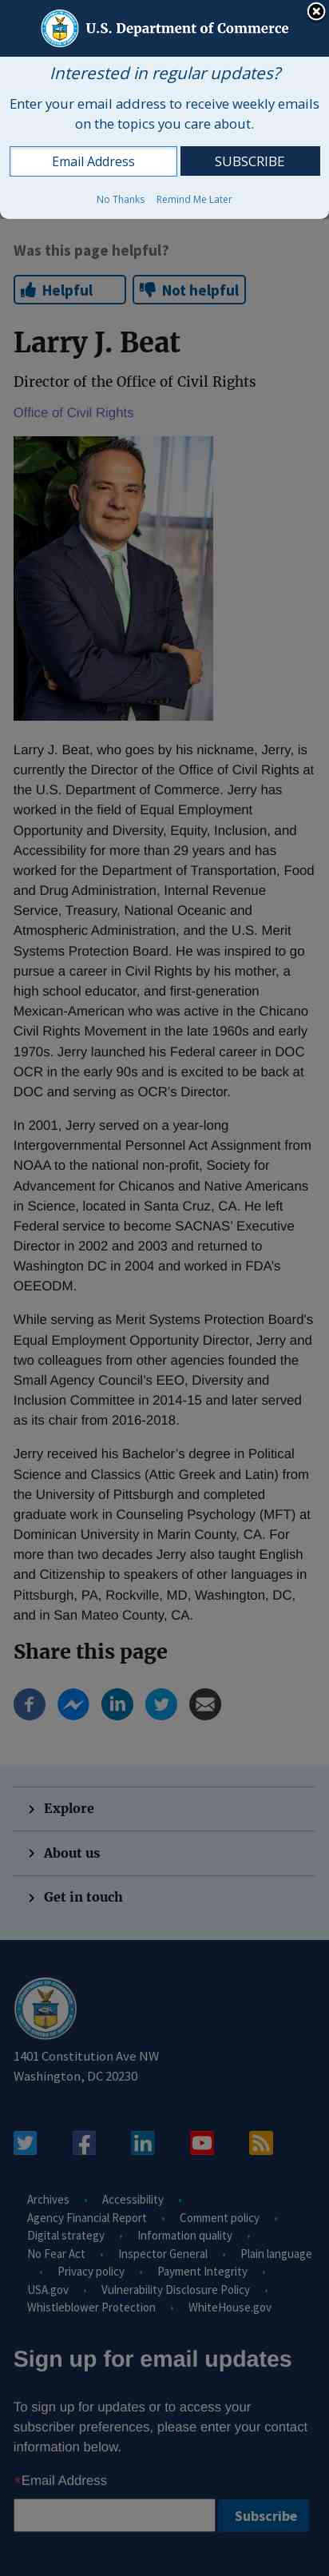 U.S. Department of Commerce
Interested in regular updates?
Enter your email address to receive weekly emails
on the topics you care about.
Email Address
SUBSCRIBE
No Thanks Remind Me Later
Was this page helpful?
Helpful
Not helpful
Larry J. Beat
Director of the Office of Civil Rights
Office of Civil Rights
Larry J. Beat, who goes by his nickname, Jerry, is
currently the Director of the Office of Civil Rights at
the U.S. Department of Commerce. Jerry has
worked in the field of Equal Employment
Opportunity and Diversity, Equity, Inclusion, and
Accessibility for more than 29 years and has
worked for the Department of Transportation, Food
and Drug Administration, Internal Revenue
Service, Treasury, National Oceanic and
Atmospheric Administration, and the U.S. Merit
Systems Protection Board. He was inspired to go
pursue a career in Civil Rights by his mother, a
high school educator, and first-generation
Mexican-American who was active in the Chicano
Civil Rights Movement in the late 1960s and early
1970s. Jerry launched his Federal career in DOC
OCR in the early 90s and is excited to be back at
DOC and serving as OCR's Director.
In 2001, Jerry served on a year-long
Intergovernmental Personnel Act Assignment from
NOAA to the national non-profit, Society for
Advancement for Chicanos and Native Americans
in Science, located in Santa Cruz, CA. He left
Federal service to become SACNAS' Executive
Director in 2002 and 2003 and returned to
Washington DC in 2004 and worked in FDA's
OEEODM.
While serving as Merit Systems Protection Board's
Equal Employment Opportunity Director, Jerry and
two colleagues from other agencies founded the
Small Agency Council's EEO, Diversity and
Inclusion Committee in 2014-15 and later served
as its chair from 2016-2018.
Jerry received his Bachelor's degree in Political
Science and Classics (Attic Greek and Latin) from
the University of Pittsburgh and completed
graduate work in Counseling Psychology (MFT) at
Dominican University in Marin County, CA. For
more than two decades Jerry also taught English
and Citizenship to speakers of other languages in
Pittsburgh, PA, Rockville, MD, Washington, DC,
and in San Mateo County, CA.
Share this page
Explore
About us
Get in touch
1401 Constitution Ave NW
Washington, DC 20230
Archives • Accessibility •
Agency Financial Report • Comment policy •
Digital strategy • Information quality •
No Fear Act • Inspector General • Plain language
• Privacy policy • Payment Integrity •
USA.gov • Vulnerability Disclosure Policy •
Whistleblower Protection • WhiteHouse.gov
Sign up for email updates
To sign up for updates or to access your
subscriber preferences, please enter your contact
information below.
*Email Address
Subscribe